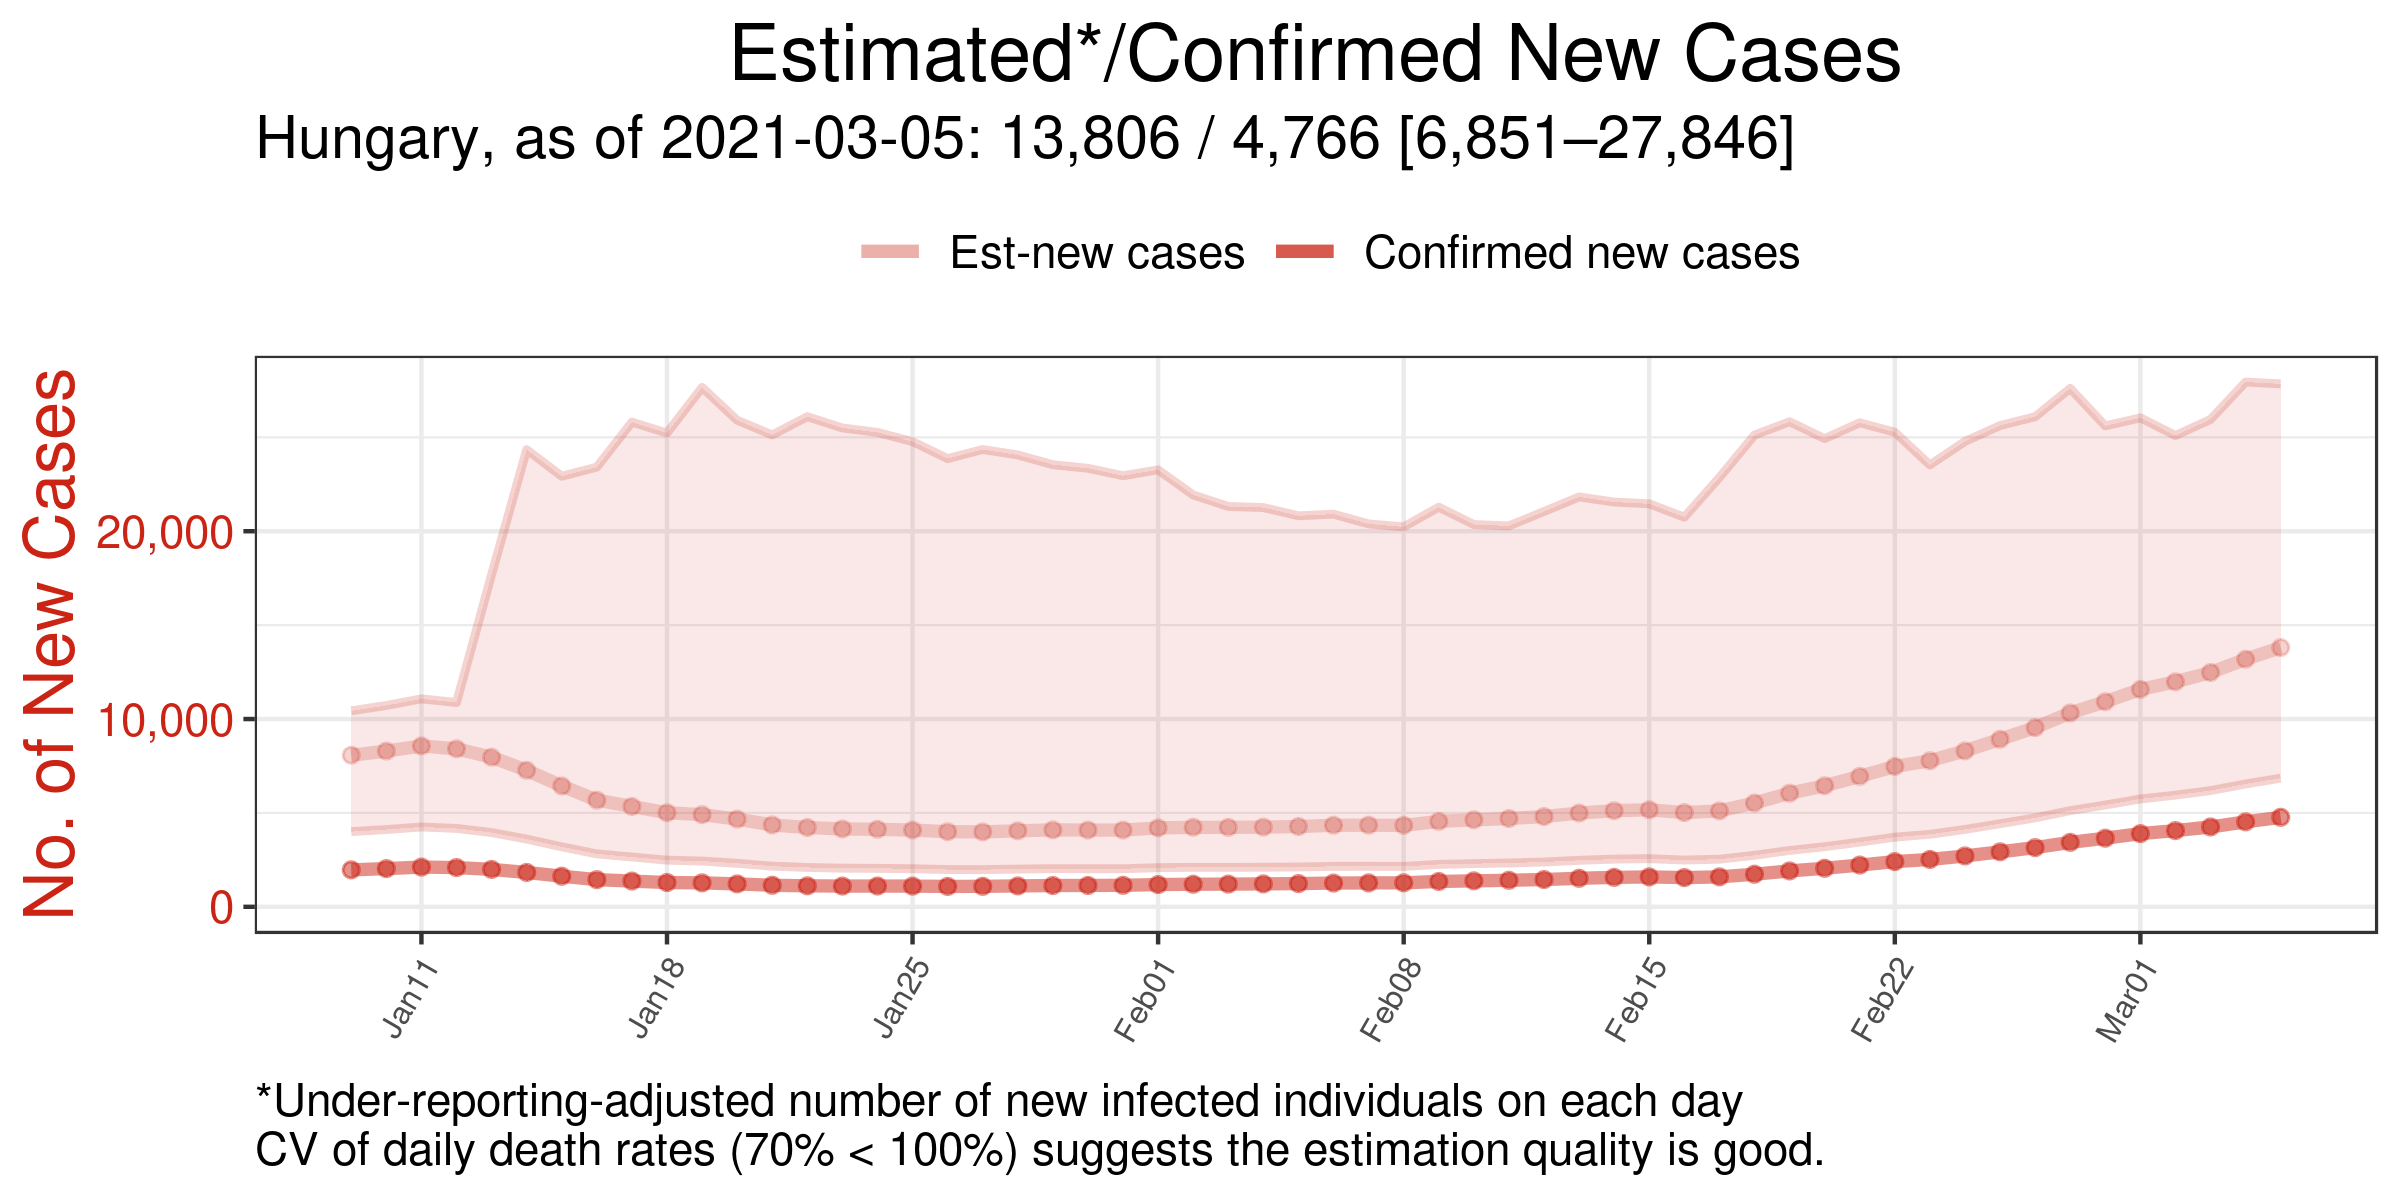 Estimated*/Confirmed New Cases
Hungary, as of 2021-03-05: 13,806 / 4,766 [6,851–27,846]
Est-new cases
Confirmed new cases
No. of New Cases
20,000
10,000
0
Jan11
Jan18
Jan25
Feb01
Feb08
Feb15
Feb22
Mar01
*Under-reporting-adjusted number of new infected individuals on each day
CV of daily death rates (70% < 100%) suggests the estimation quality is good.